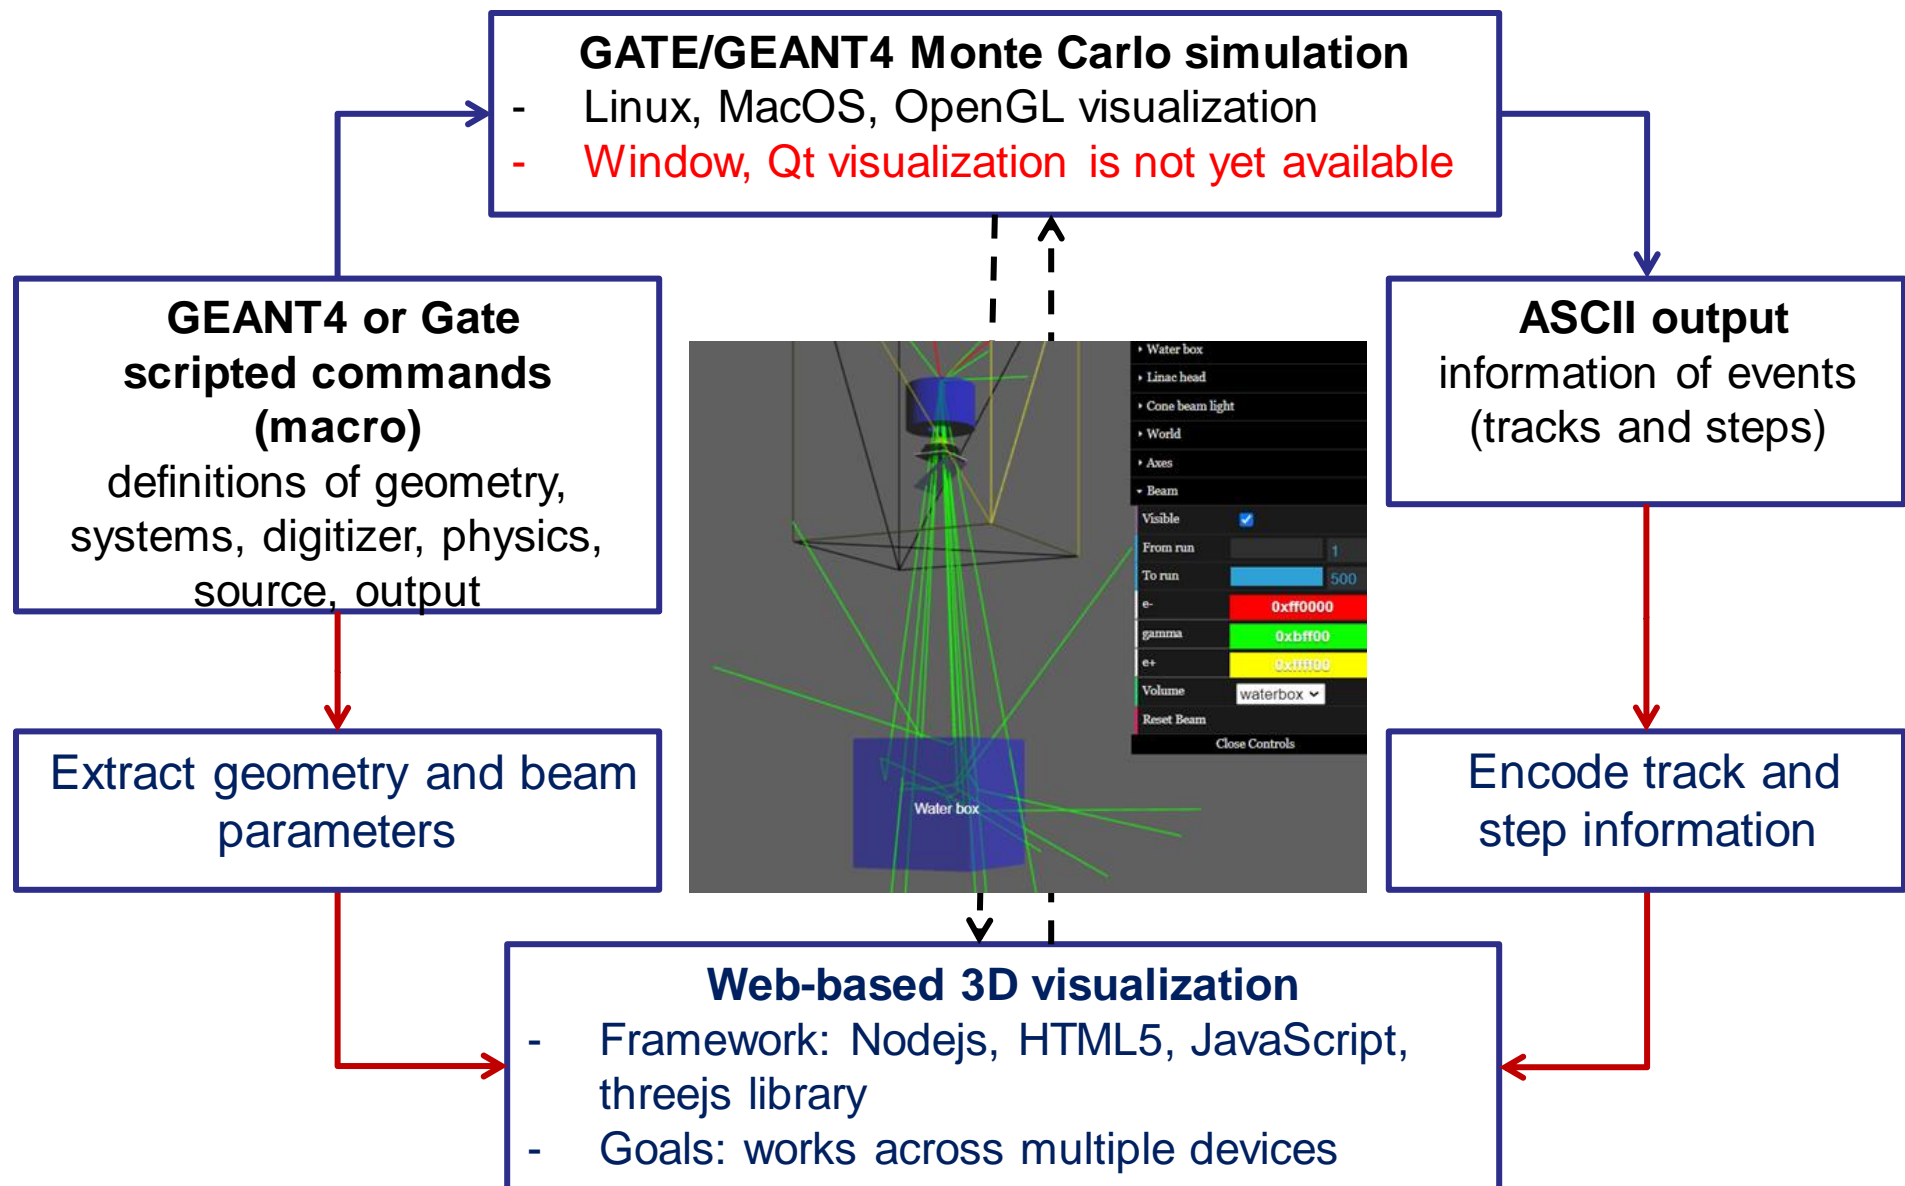 GATE/GEANT4 Monte Carlo simulation
- Linux, MacOS, OpenGL visualization
- Window, Qt visualization is not yet available
GEANT4 or Gate
scripted commands
(macro)
definitions of geometry,
systems, digitizer, physics,
source, output
ASCII output
information of events
(tracks and steps)
Water box
Linac head
Cone beam light
World
Axes
Beam
Visible
From run 1
To run 500
e- 0xff0000
gamma 0xbff00
e+ 0xffff00
Volume waterbox
Reset Beam
Close Controls
Water box
Extract geometry and beam
parameters
Encode track and
step information
Web-based 3D visualization
- Framework: Nodejs, HTML5, JavaScript,
threejs library
- Goals: works across multiple devices